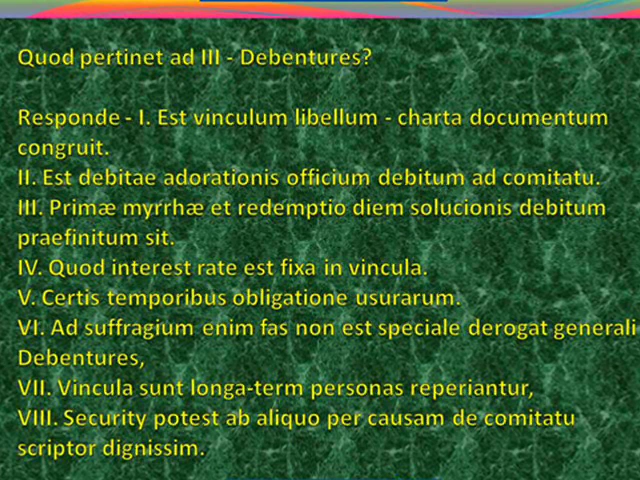 Quod pertinet ad III - Debentures?
Responde - I. Est vinculum libellum - charta documentum
congruit.
II. Est debitae adorationis officium debitum ad comitatu.
III. Primæ myrrhæ et redemptio diem solucionis debitum
praefinitum sit.
IV. Quod interest rate est fixa in vincula.
V. Certis temporibus obligatione usurarum.
VI. Ad suffragium enim fas non est speciale derogat generali
Debentures,
VII. Vincula sunt longa-term personas reperiantur,
VIII. Security potest ab aliquo per causam de comitatu
scriptor dignissim.